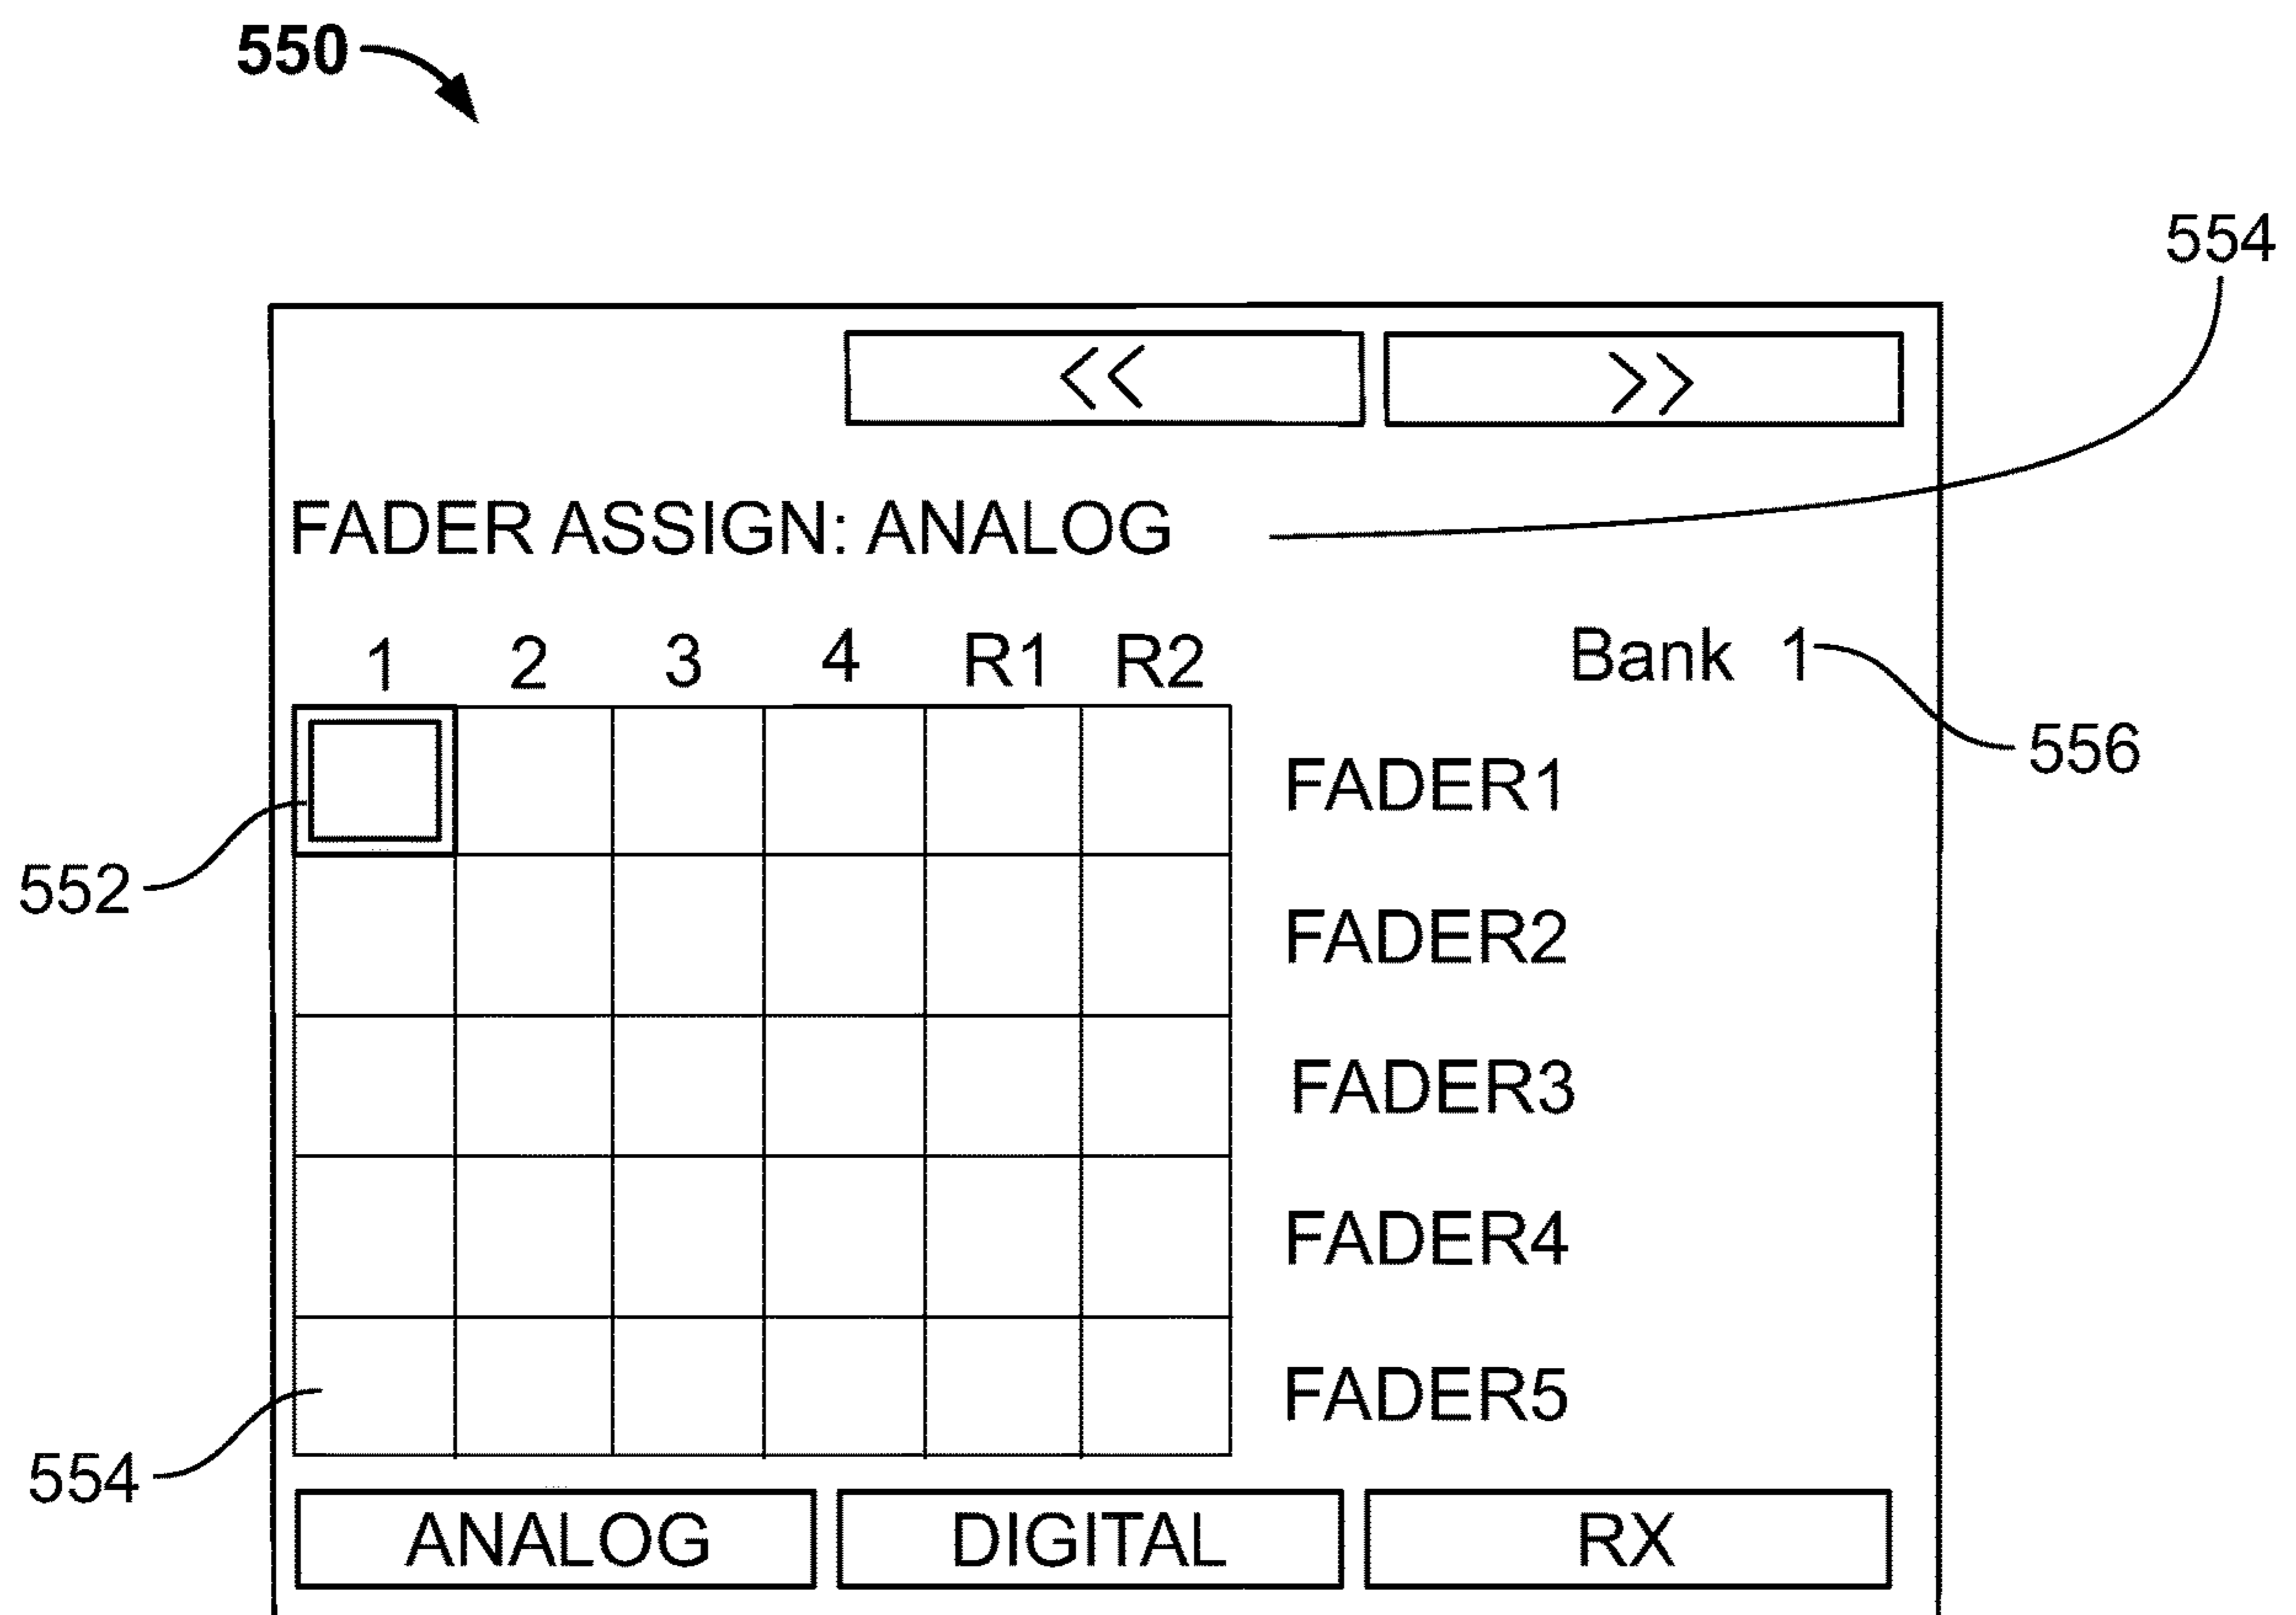 550
554
<< >>
FADER ASSIGN: ANALOG
1 2 3 4 R1 R2 Bank 1
556
FADER1
552
FADER2
FADER3
FADER4
FADER5
554
ANALOG DIGITAL RX